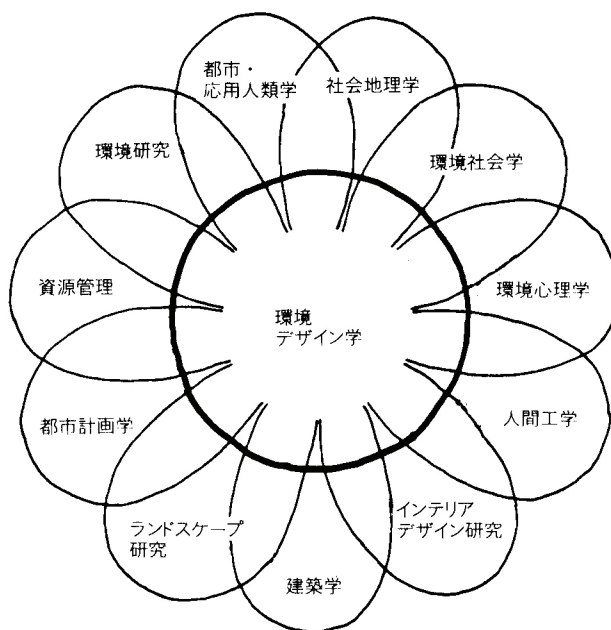 都市・
応用人類学
社会地理学
環境研究
環境社会学
資源管理
環境心理学
環境
デザイン学
都市計画学
人間工学
ランドスケープ
研究
インテリア
デザイン研究
建築学